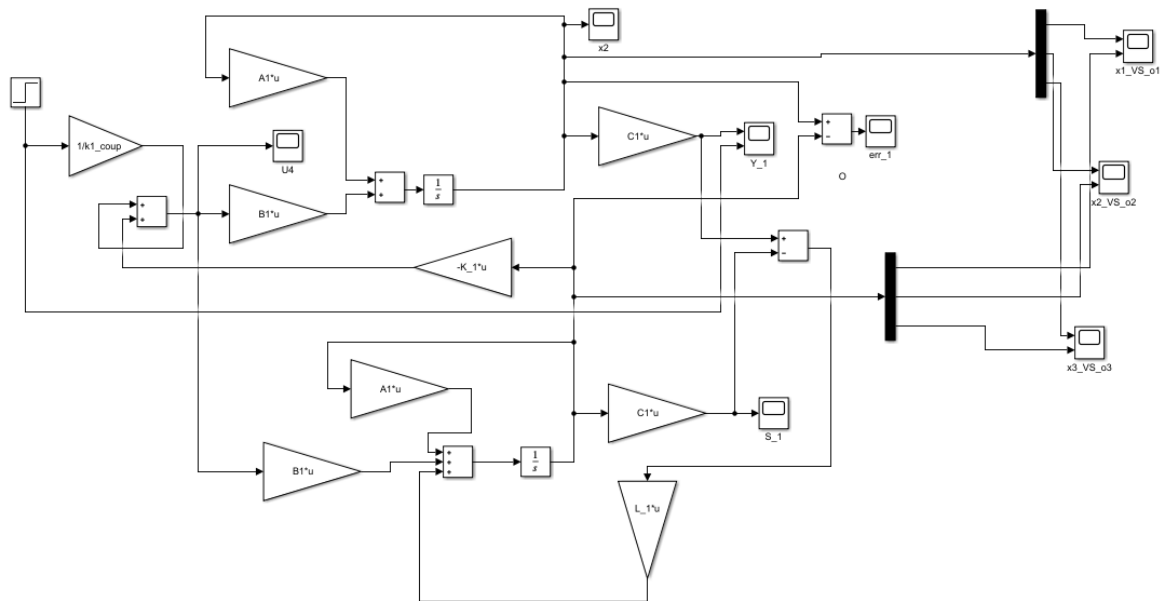 x2
x1_VS_o1
A1*u
1/k1_coup
U4
C1*u
Y_1
+
−
err_1
O
+
+
1
s
B1*u
+
+
x2_VS_o2
+
−
-K_1*u
x3_VS_o3
A1*u
C1*u
S_1
+
+
+
1
s
B1*u
L_1*u